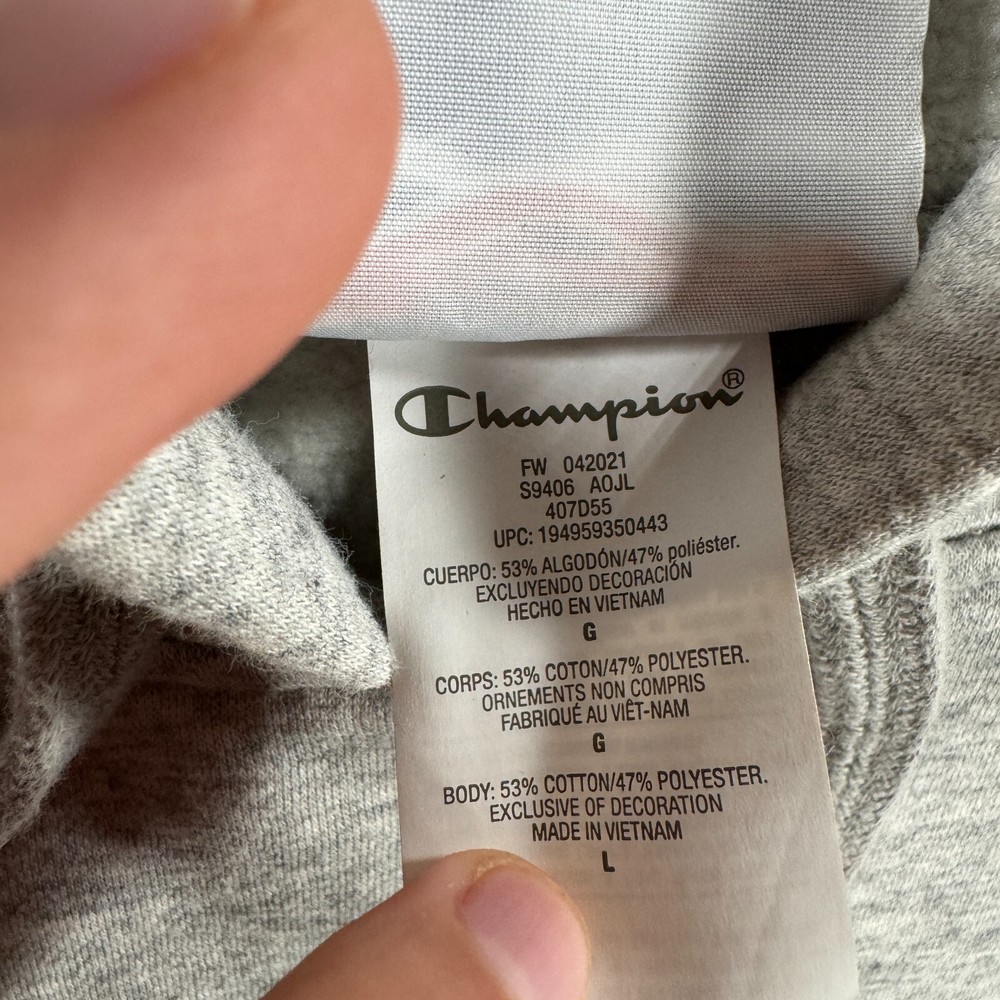 Champion®
FW 042021
S9406 AOJL
407D55
UPC: 194959350443
CUERPO: 53% ALGODÓN/47% poliéster.
EXCLUYENDO DECORACIÓN
HECHO EN VIETNAM
G
CORPS: 53% COTON/47% POLYESTER.
ORNEMENTS NON COMPRIS
FABRIQUÉ AU VIÊT-NAM
G
BODY: 53% COTTON/47% POLYESTER.
EXCLUSIVE OF DECORATION
MADE IN VIETNAM
L